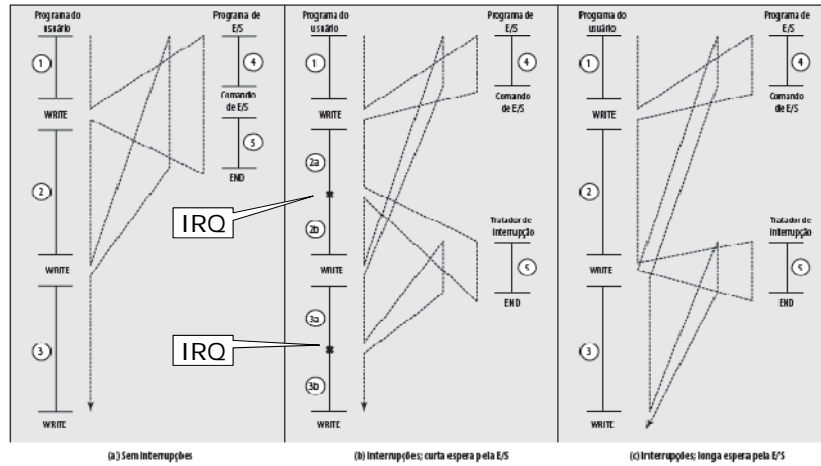 Programa do
usuário
1
WRITE
2
WRITE
3
WRITE
Programa de
E/S
4
Comando
de E/S
5
END
(a) Sem interrupções
Programa do
usuário
1
WRITE
2a
IRQ
2b
WRITE
3a
IRQ
3b
WRITE
Programa de
E/S
4
Comando
de E/S
Tratador de
interrupção
5
END
(b) Interrupções; curta espera pela E/S
Programa do
usuário
1
WRITE
2
WRITE
3
WRITE
Programa de
E/S
4
Comando
de E/S
Tratador de
interrupção
5
END
(c) Interrupções; longa espera pela E/S